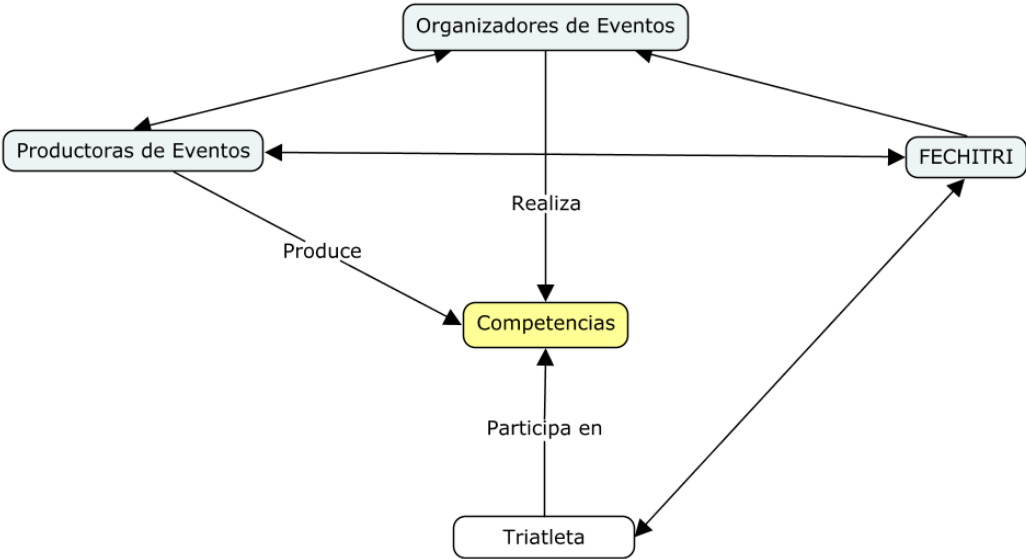 Organizadores de Eventos
Productoras de Eventos
FECHITRI
Realiza
Produce
Competencias
Participa en
Triatleta